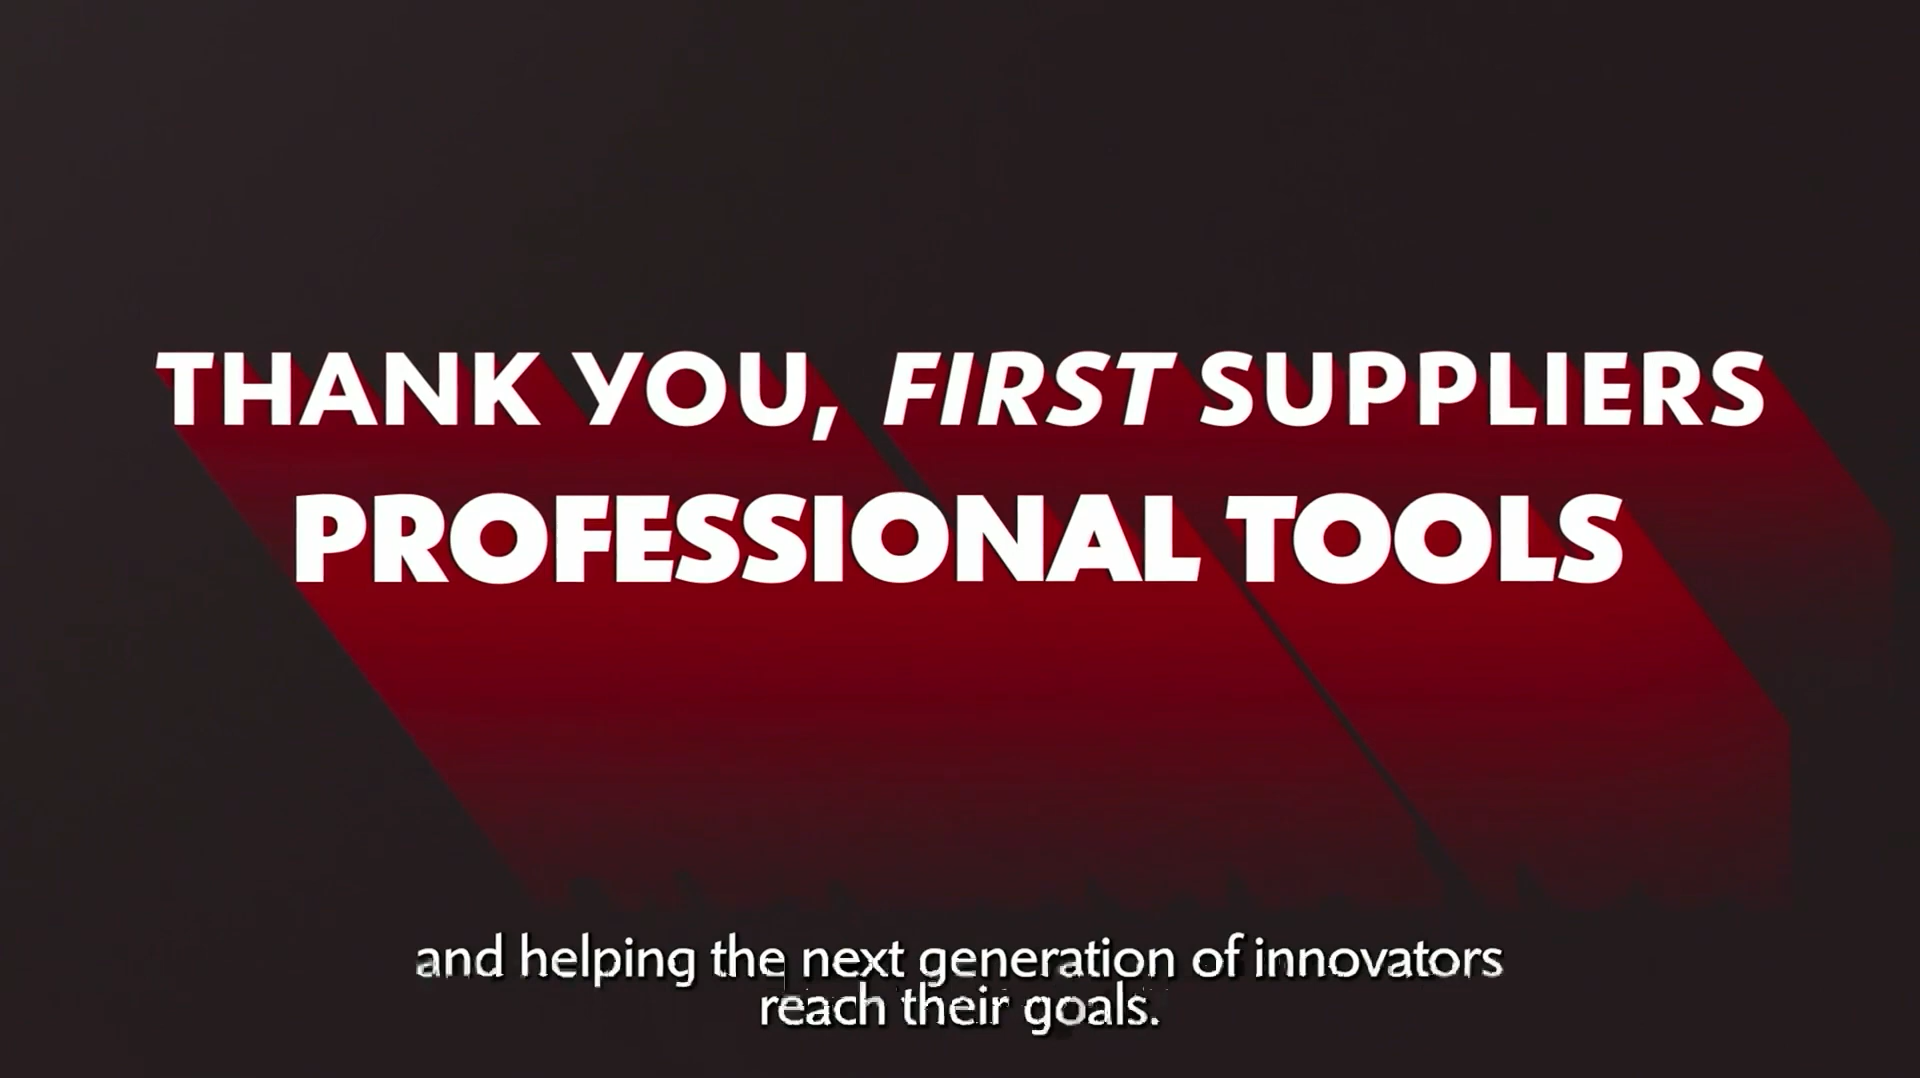 THANK YOU, FIRST SUPPLIERS
PROFESSIONAL TOOLS
and helping the next generation of innovators
reach their goals.